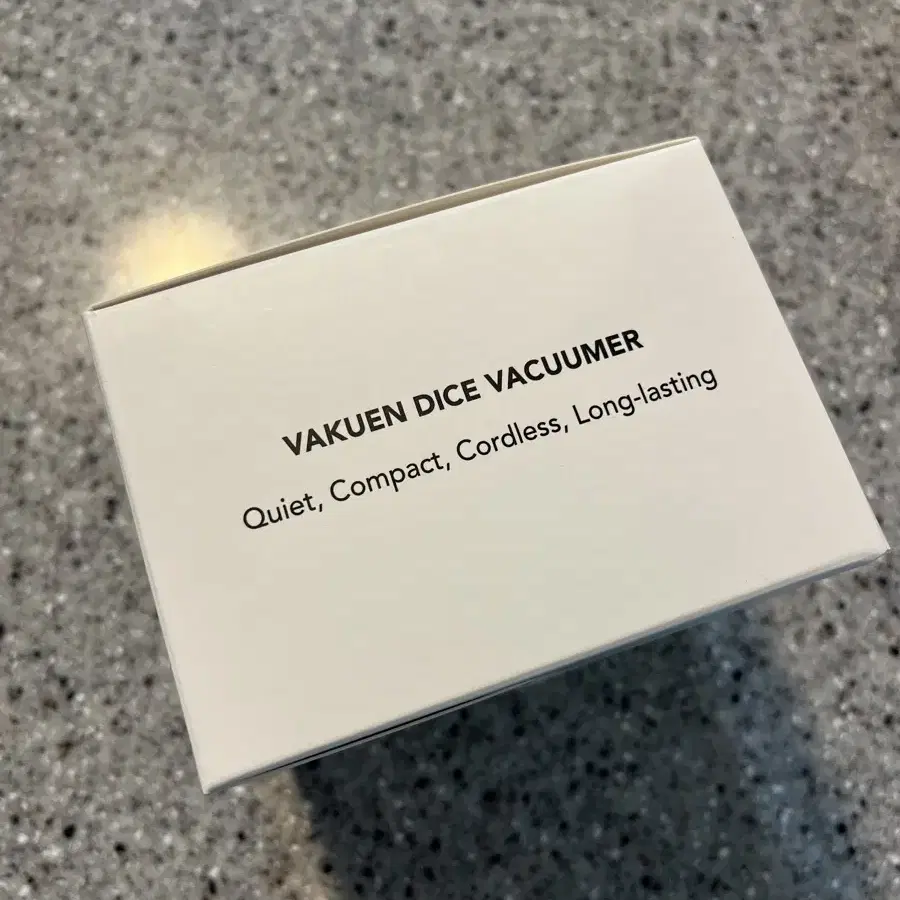 VAKUEN DICE VACUUMER
Quiet, Compact, Cordless, Long-lasting